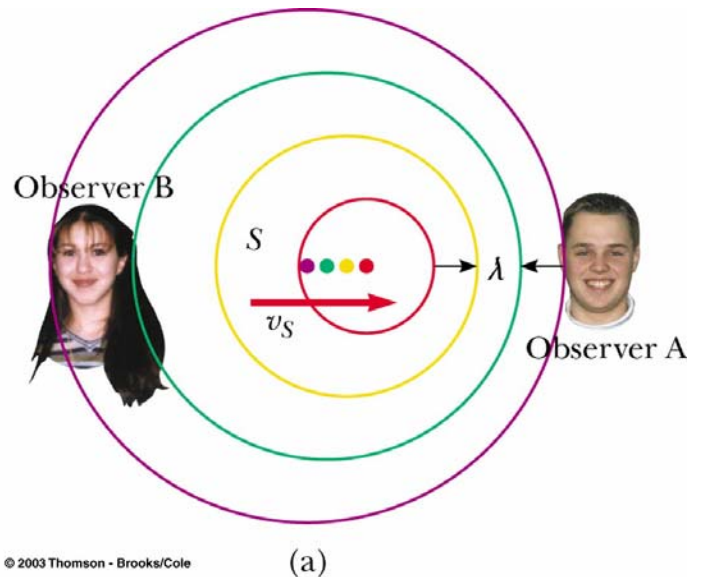 Observer B
S
λ
v_S
Observer A
© 2003 Thomson - Brooks/Cole
(a)